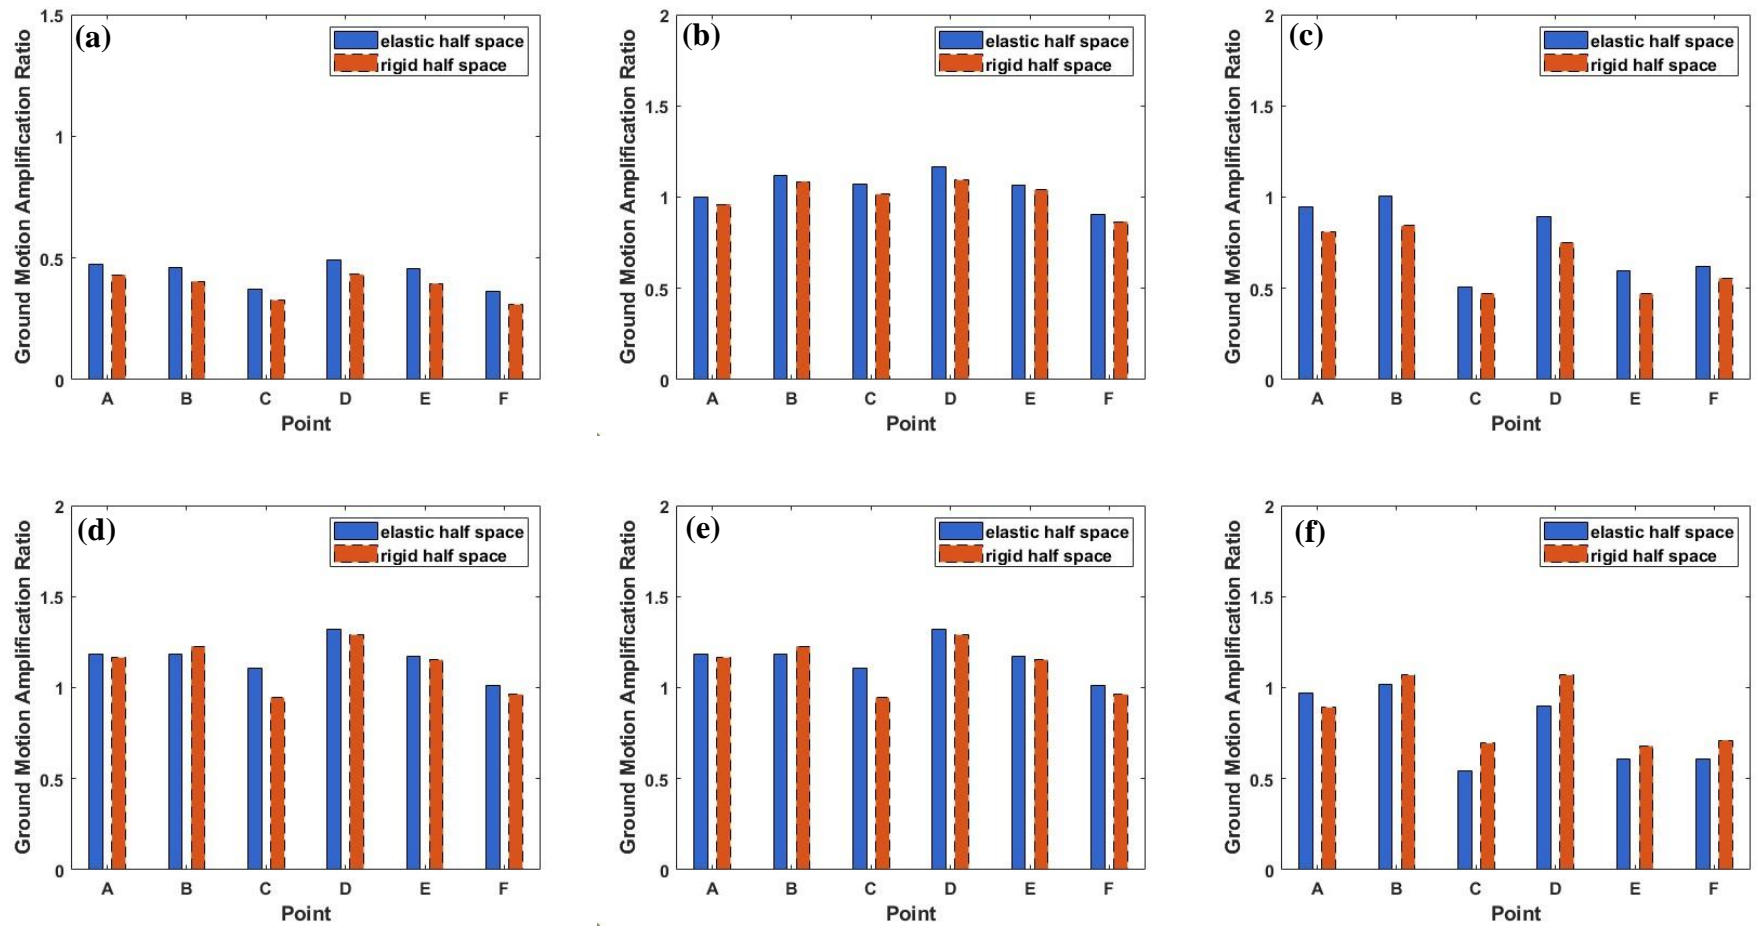 (a)
elastic half space
rigid half space
Ground Motion Amplification Ratio
1.5
1
0.5
0
A B C D E F
Point
(b)
elastic half space
rigid half space
Ground Motion Amplification Ratio
2
1.5
1
0.5
0
A B C D E F
Point
(c)
elastic half space
rigid half space
Ground Motion Amplification Ratio
2
1.5
1
0.5
0
A B C D E F
Point
(d)
elastic half space
rigid half space
Ground Motion Amplification Ratio
2
1.5
1
0.5
0
A B C D E F
Point
(e)
elastic half space
rigid half space
Ground Motion Amplification Ratio
2
1.5
1
0.5
0
A B C D E F
Point
(f)
elastic half space
rigid half space
Ground Motion Amplification Ratio
2
1.5
1
0.5
0
A B C D E F
Point